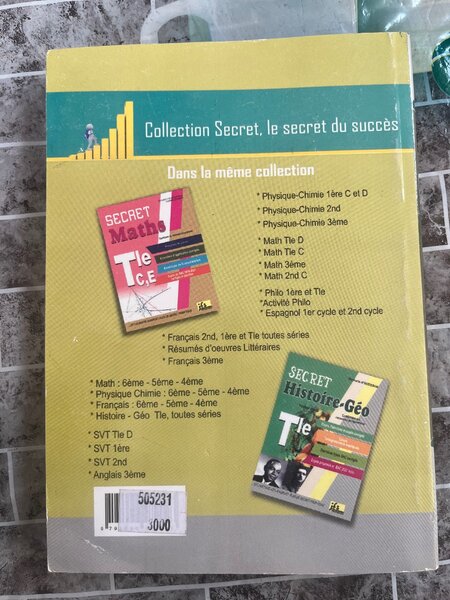 Collection Secret, le secret du succès
Dans la même collection
SECRET
Maths
Tle
C,E
* Physique-Chimie 1ère C et D
* Physique-Chimie 2nd
* Physique-Chimie 3ème
* Math Tle D
* Math Tle C
* Math 3ème
* Math 2nd C
* Philo 1ère et Tle
* Activité Philo
* Espagnol 1er cycle et 2nd cycle
* Français 2nd, 1ère et Tle toutes séries
* Résumés d'oeuvres Littéraires
* Français 3ème
* Math : 6ème - 5ème - 4ème
* Physique Chimie : 6ème - 5ème - 4ème
* Français : 6ème - 5ème - 4ème
* Histoire - Géo Tle, toutes séries
* SVT Tle D
* SVT 1ère
* SVT 2nd
* Anglais 3ème
SECRET
Histoire-Géo
Tle
505231
3000